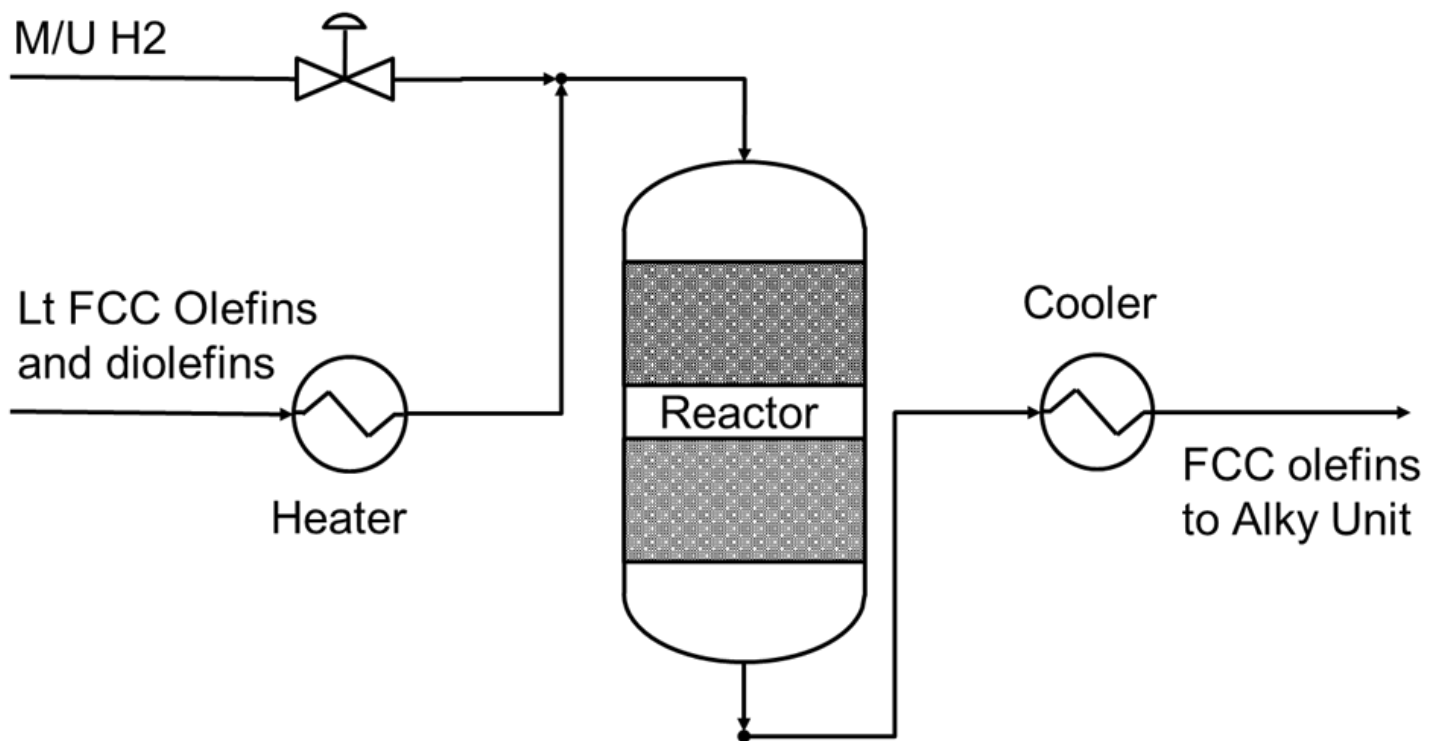 M/U H2
Lt FCC Olefins
and diolefins
Heater
Reactor
Cooler
FCC olefins
to Alky Unit